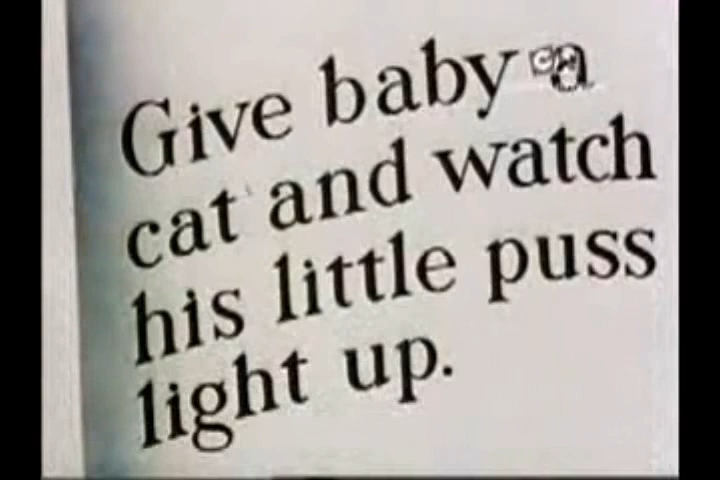 Give baby a
cat and watch
his little puss
light up.